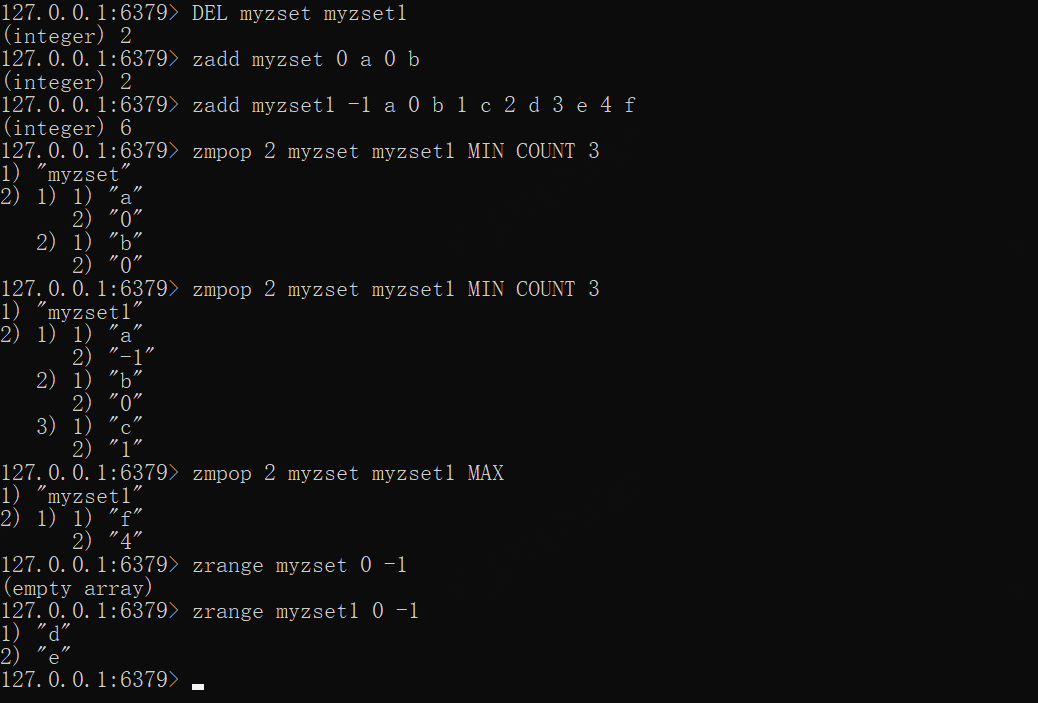 127.0.0.1:6379> DEL myzset myzset1
(integer) 2
127.0.0.1:6379> zadd myzset 0 a 0 b
(integer) 2
127.0.0.1:6379> zadd myzset1 -1 a 0 b 1 c 2 d 3 e 4 f
(integer) 6
127.0.0.1:6379> zmpop 2 myzset myzset1 MIN COUNT 3
1) "myzset"
2) 1) 1) "a"
      2) "0"
   2) 1) "b"
      2) "0"
127.0.0.1:6379> zmpop 2 myzset myzset1 MIN COUNT 3
1) "myzset1"
2) 1) 1) "a"
      2) "-1"
   2) 1) "b"
      2) "0"
   3) 1) "c"
      2) "1"
127.0.0.1:6379> zmpop 2 myzset myzset1 MAX
1) "myzset1"
2) 1) 1) "f"
      2) "4"
127.0.0.1:6379> zrange myzset 0 -1
(empty array)
127.0.0.1:6379> zrange myzset1 0 -1
1) "d"
2) "e"
127.0.0.1:6379>